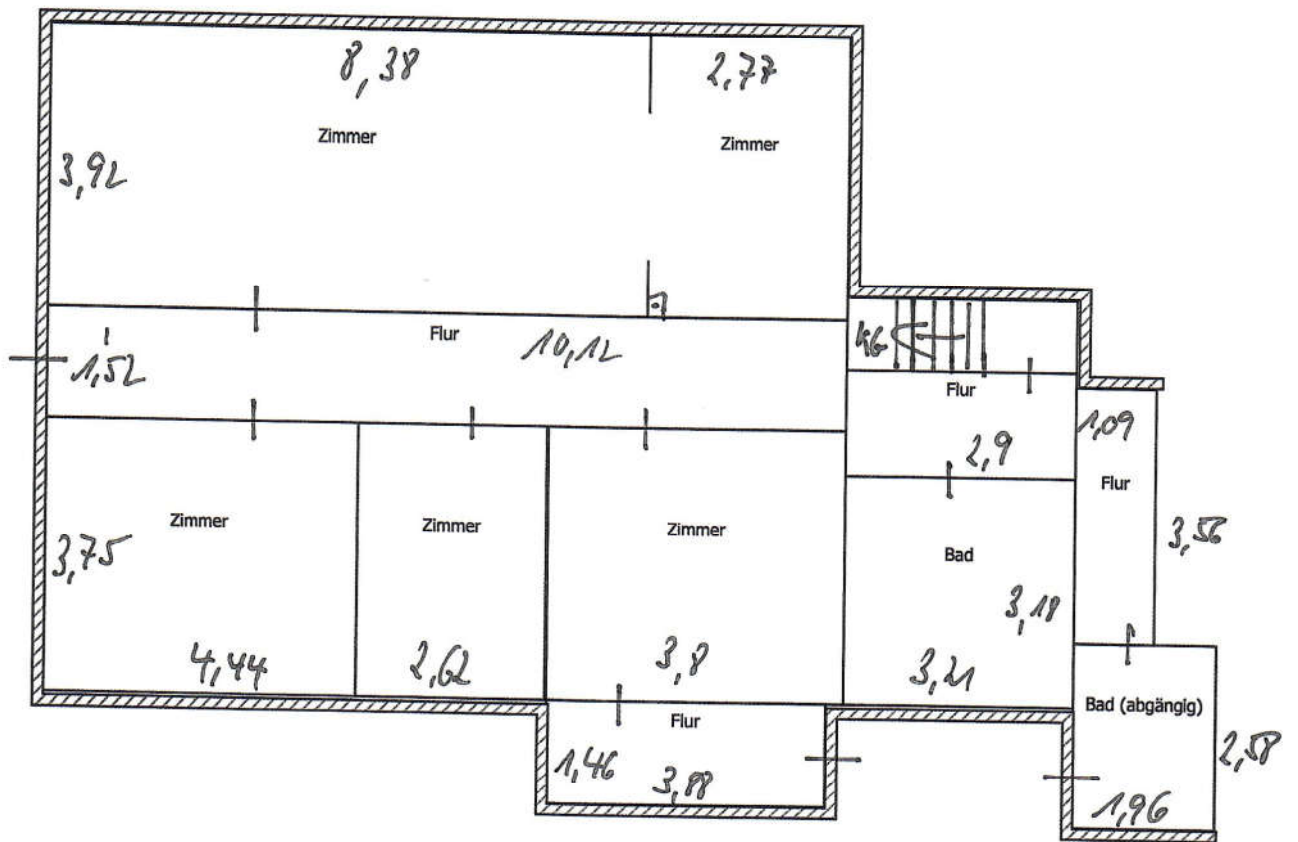 8,38
2,77
Zimmer
Zimmer
3,92
Flur
10,12
1,52
KG
Flur
2,9
1,09
Flur
3,56
Zimmer
Zimmer
Zimmer
Bad
3,75
3,18
4,44
2,62
3,8
3,21
Bad (abgängig)
Flur
2,58
1,46
3,88
1,96